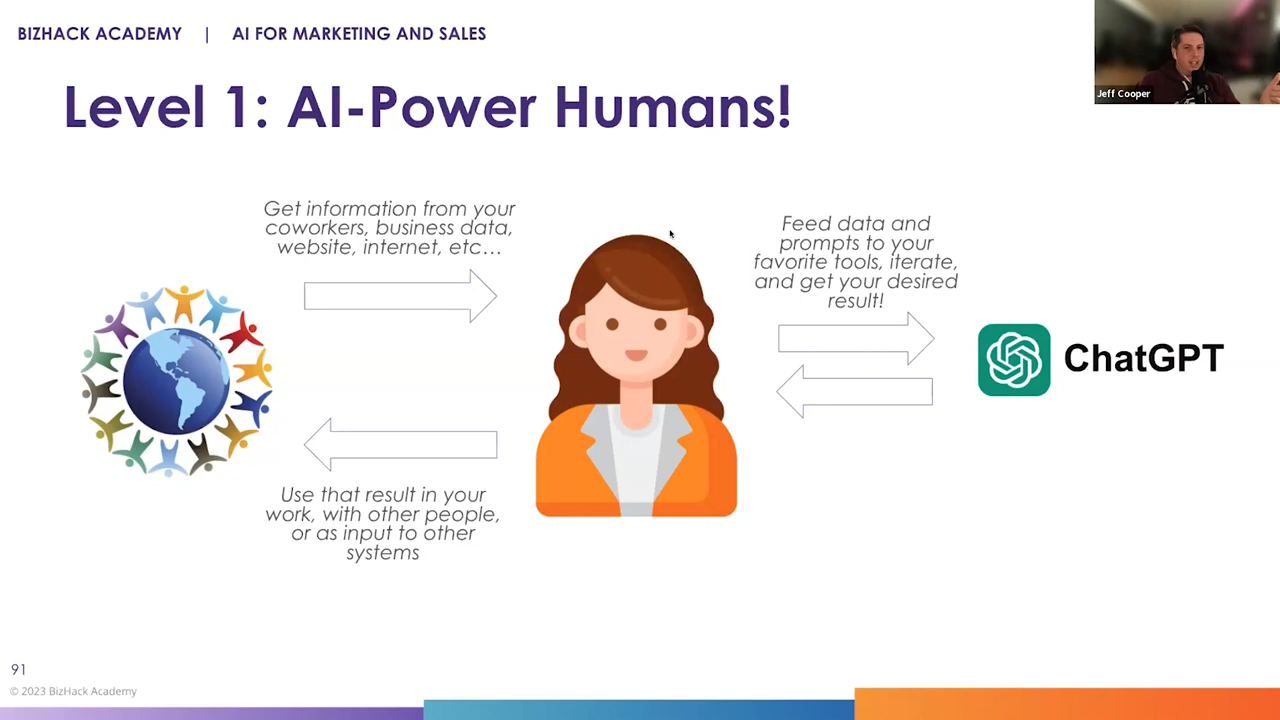 BIZHACK ACADEMY | AI FOR MARKETING AND SALES
Jeff Cooper
Level 1: AI-Power Humans!
Get information from your
coworkers, business data,
website, internet, etc...
Feed data and
prompts to your
favorite tools, iterate,
and get your desired
result!
ChatGPT
Use that result in your
work, with other people,
or as input to other
systems
91
© 2023 BizHack Academy